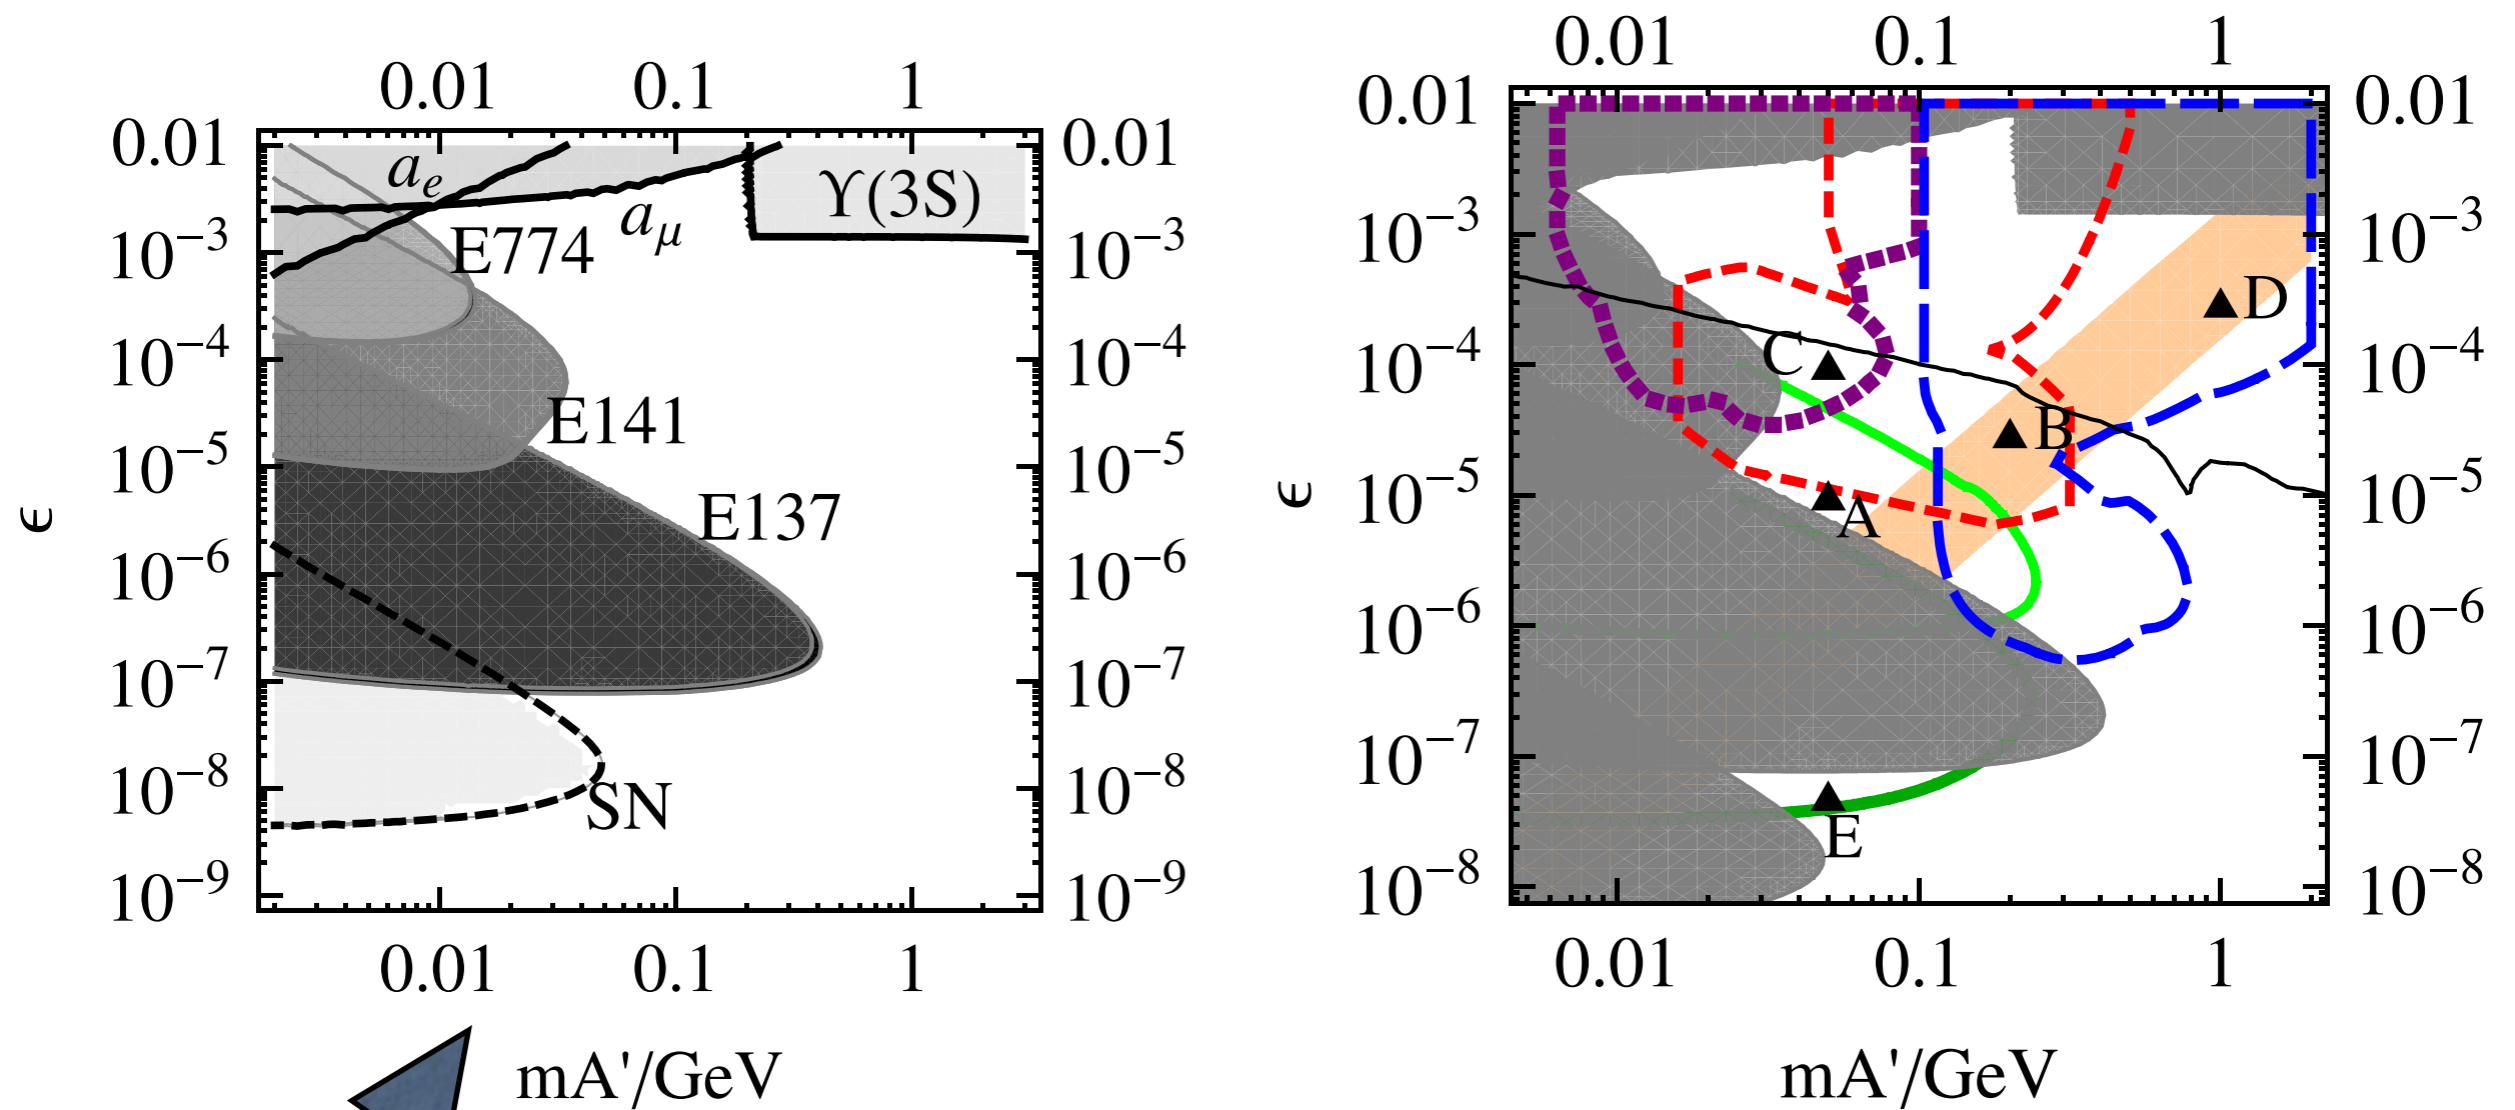 0.01 0.1 1
0.01 0.01
10⁻³ 10⁻³
10⁻⁴ 10⁻⁴
10⁻⁵ 10⁻⁵
10⁻⁶ 10⁻⁶
10⁻⁷ 10⁻⁷
10⁻⁸ 10⁻⁸
10⁻⁹ 10⁻⁹
ϵ
a_e
a_μ
ϒ(3S)
E774
E141
E137
SN
0.01 0.1 1
mA'/GeV
0.01 0.1 1
0.01 0.01
10⁻³ 10⁻³
10⁻⁴ 10⁻⁴
10⁻⁵ 10⁻⁵
10⁻⁶ 10⁻⁶
10⁻⁷ 10⁻⁷
10⁻⁸ 10⁻⁸
ϵ
D
C
B
A
E
0.01 0.1 1
mA'/GeV